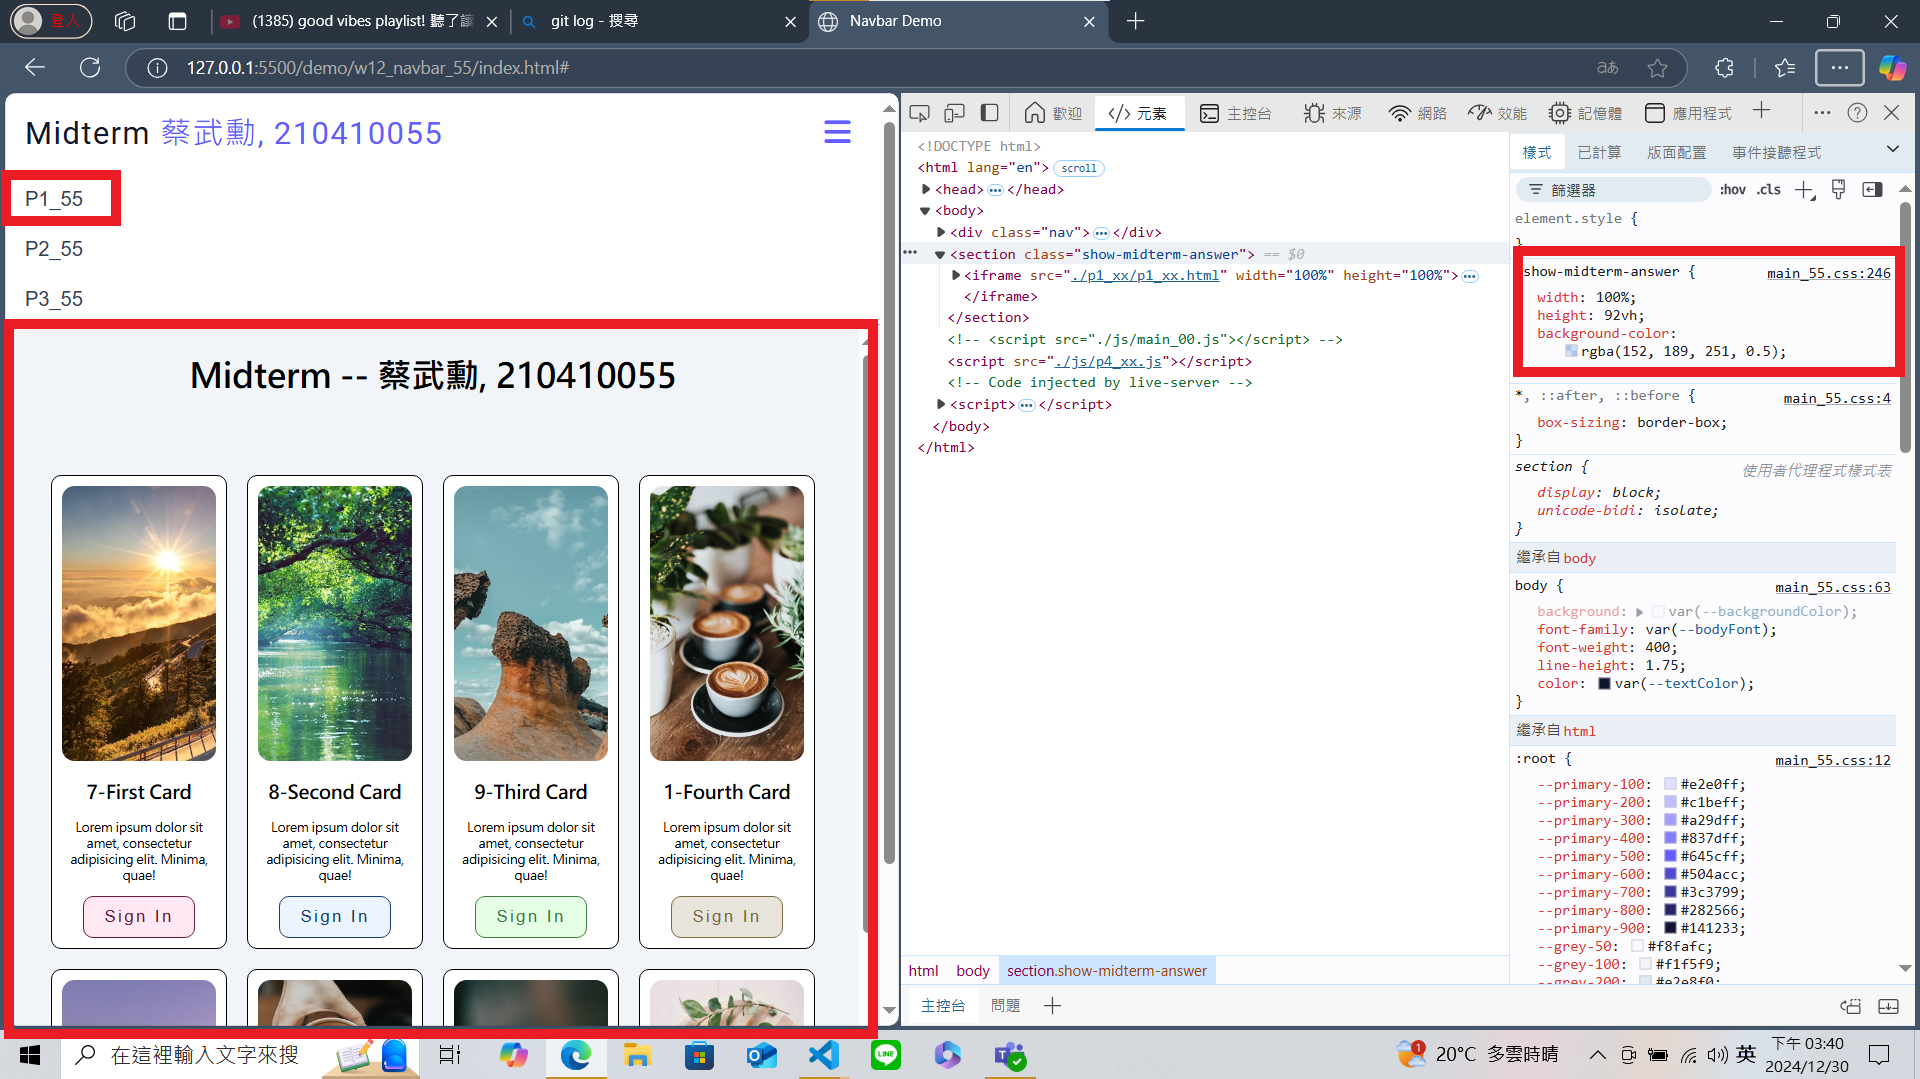 登入
(1385) good vibes playlist! 聽了讓
git log - 搜尋
Navbar Demo
127.0.0.1:5500/demo/w12_navbar_55/index.html#
Midterm 蔡武勳, 210410055
P1_55
P2_55
P3_55
Midterm -- 蔡武勳, 210410055
7-First Card
8-Second Card
9-Third Card
1-Fourth Card
Lorem ipsum dolor sit
amet, consectetur
adipisicing elit. Minima,
quae!
Lorem ipsum dolor sit
amet, consectetur
adipisicing elit. Minima,
quae!
Lorem ipsum dolor sit
amet, consectetur
adipisicing elit. Minima,
quae!
Lorem ipsum dolor sit
amet, consectetur
adipisicing elit. Minima,
quae!
Sign In
Sign In
Sign In
Sign In
歡迎
元素
主控台
來源
網路
效能
記憶體
應用程式
<!DOCTYPE html>
<html lang="en"> scroll
<head> </head>
<body>
<div class="nav"> </div>
<section class="show-midterm-answer"> == $0
<iframe src="./p1_xx/p1_xx.html" width="100%" height="100%">
</iframe>
</section>
<!-- <script src="./js/main_00.js"></script> -->
<script src="./js/p4_xx.js"></script>
<!-- Code injected by live-server -->
<script> </script>
</body>
</html>
html body section.show-midterm-answer
主控台 問題
樣式 已計算 版面配置 事件接聽程式
篩選器 :hov .cls
element.style {
}
show-midterm-answer { main_55.css:246
width: 100%;
height: 92vh;
background-color:
rgba(152, 189, 251, 0.5);
*, ::after, ::before { main_55.css:4
box-sizing: border-box;
}
section { 使用者代理程式樣式表
display: block;
unicode-bidi: isolate;
}
繼承自 body
body { main_55.css:63
background: var(--backgroundColor);
font-family: var(--bodyFont);
font-weight: 400;
line-height: 1.75;
color: var(--textColor);
}
繼承自 html
:root { main_55.css:12
--primary-100: #e2e0ff;
--primary-200: #c1beff;
--primary-300: #a29dff;
--primary-400: #837dff;
--primary-500: #645cff;
--primary-600: #504acc;
--primary-700: #3c3799;
--primary-800: #282566;
--primary-900: #141233;
--grey-50: #f8fafc;
--grey-100: #f1f5f9;
--grey-200: #e2e8f0;
在這裡輸入文字來搜
20°C 多雲時晴
英
下午 03:40
2024/12/30